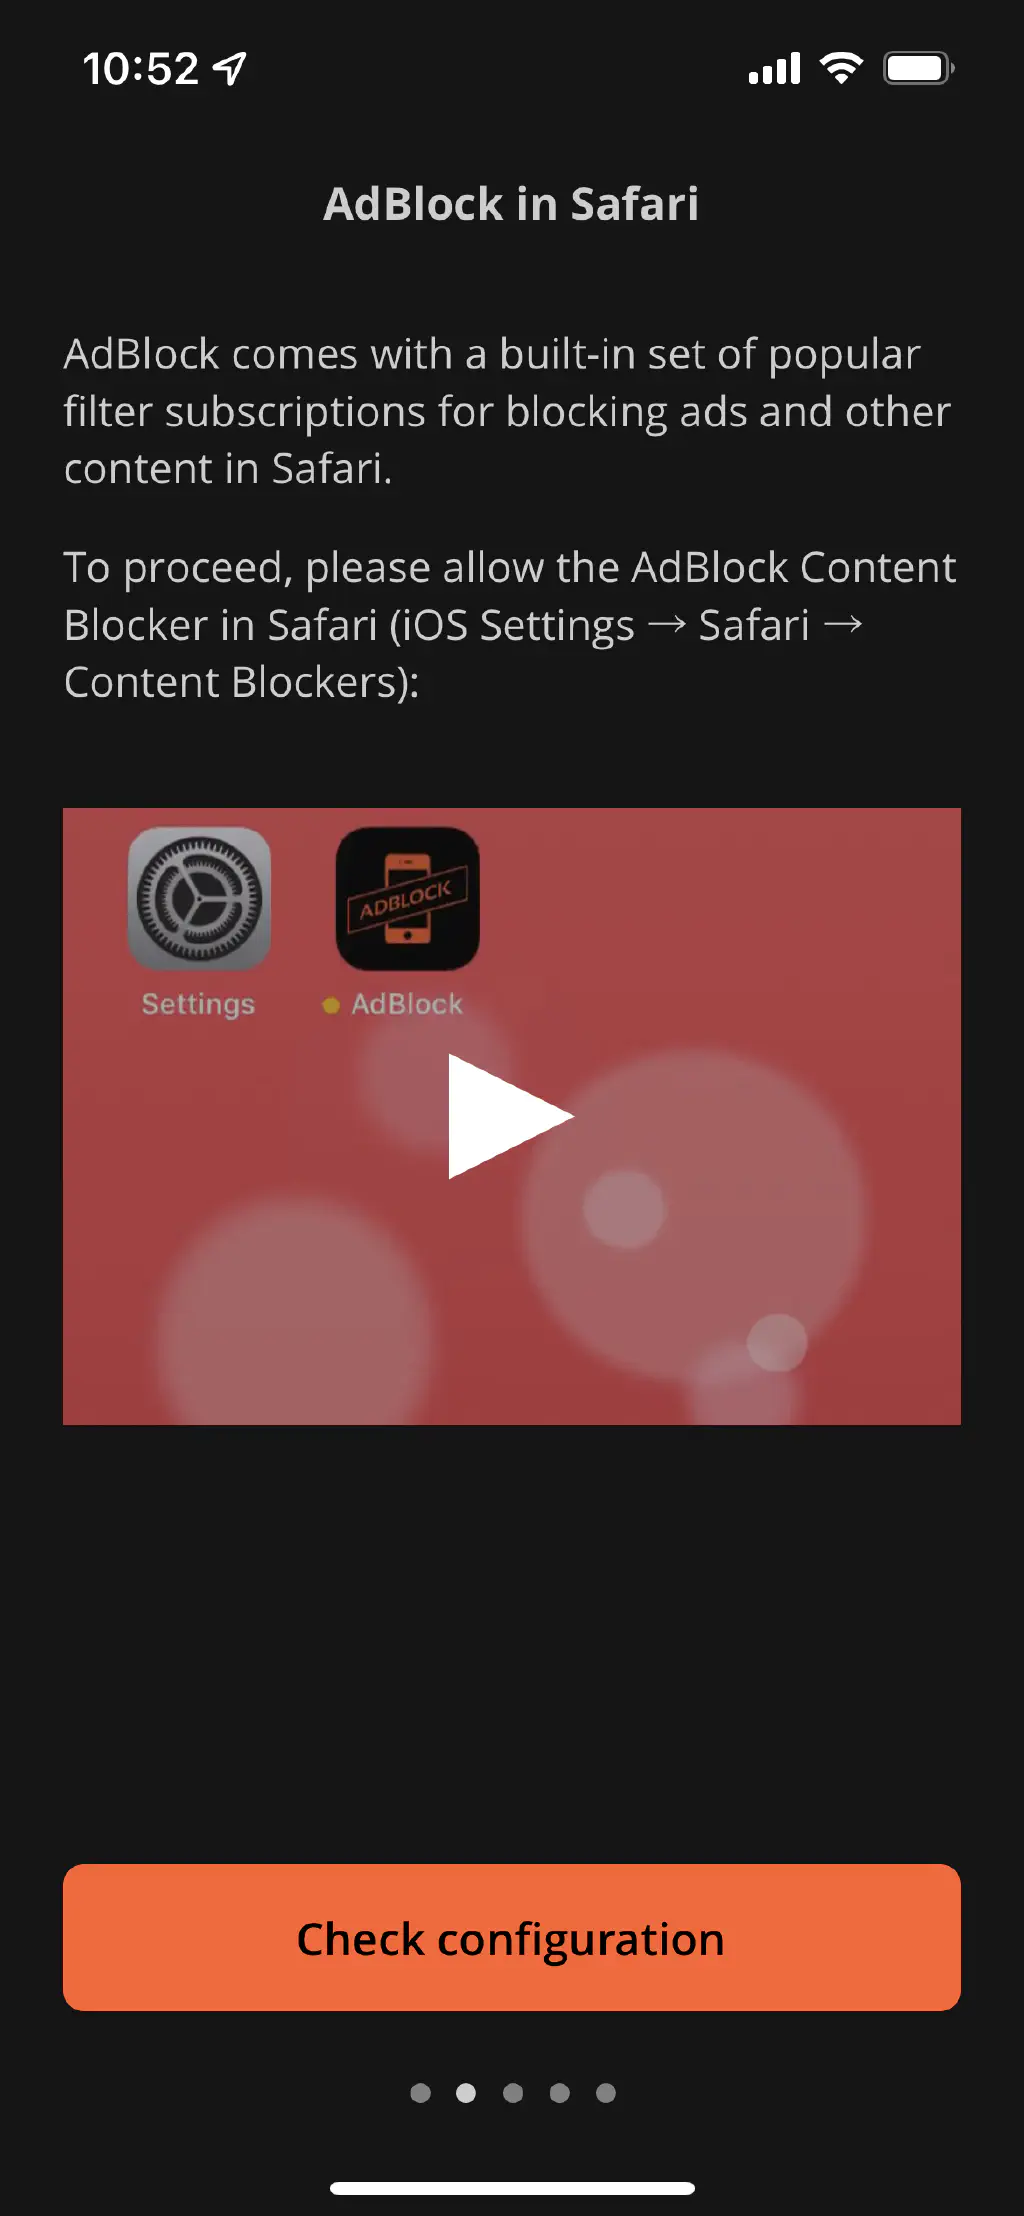 10:52
AdBlock in Safari
AdBlock comes with a built-in set of popular
filter subscriptions for blocking ads and other
content in Safari.
To proceed, please allow the AdBlock Content
Blocker in Safari (iOS Settings → Safari →
Content Blockers):
ADBLOCK
Settings
AdBlock
Check configuration